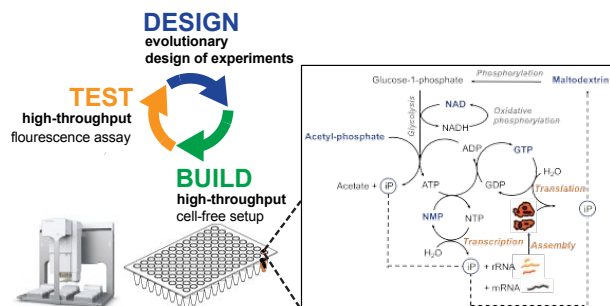 DESIGN
evolutionary
design of experiments
TEST
high-throughput
flourescence assay
BUILD
high-throughput
cell-free setup
Glucose-1-phosphate
Phosphorylation
Maltodextrin
Glycolysis
NAD
NADH
Oxidative
phosphorylation
Acetyl-phosphate
ADP
GTP
H2O
Acetate + iP
ATP
GDP
Translation
iP
NMP
NTP
H2O
Transcription
Assembly
iP
+ rRNA
+ mRNA